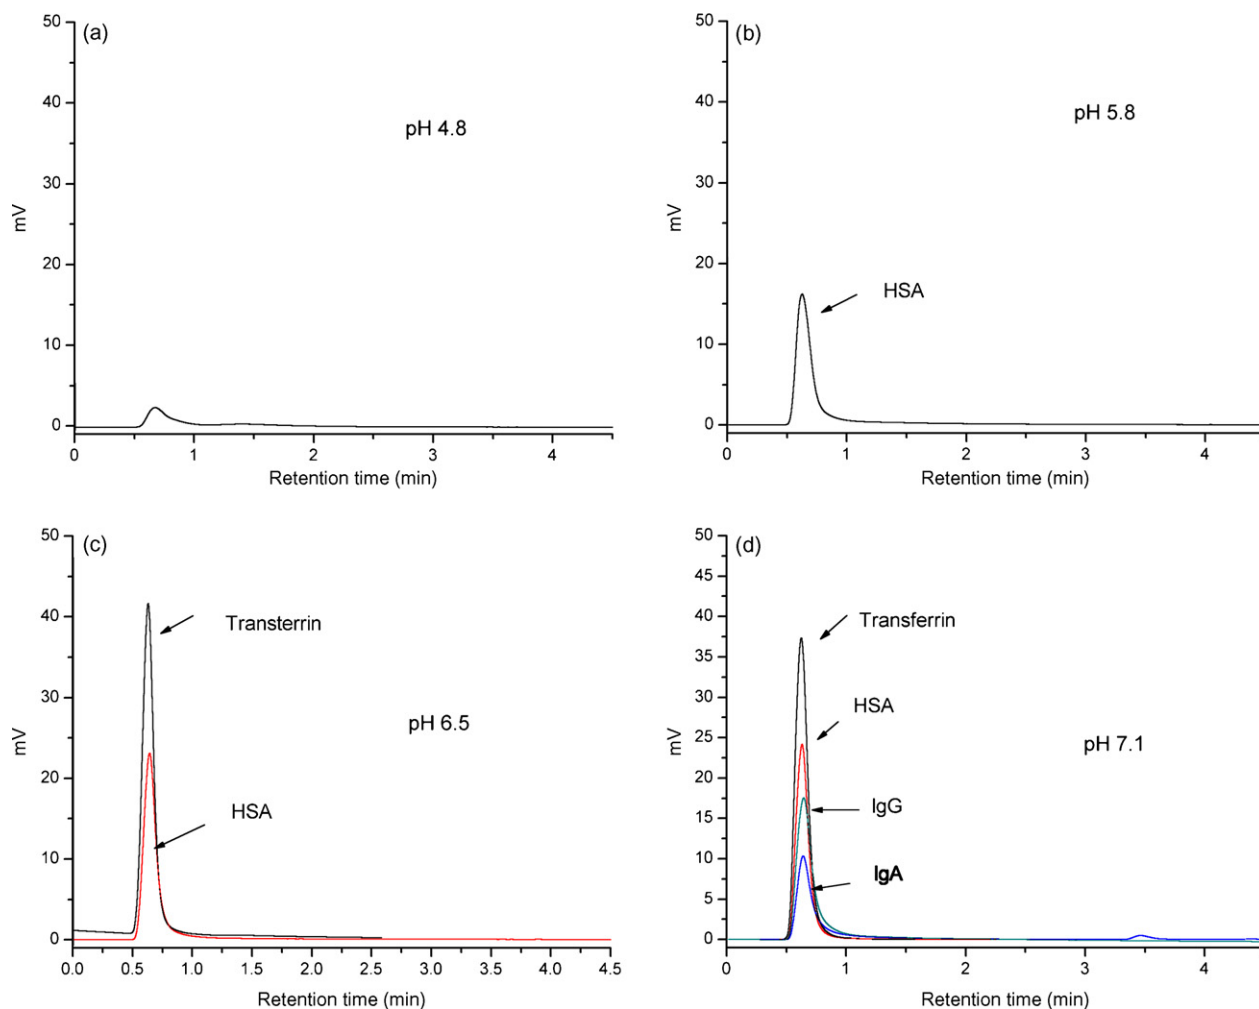 (a)
pH 4.8
50
40
30
20
10
0
mV
0
1
2
3
4
Retention time (min)
(b)
pH 5.8
HSA
50
40
30
20
10
0
mV
0
1
2
3
4
Retention time (min)
(c)
Transterrin
pH 6.5
HSA
50
40
30
20
10
0
mV
0.0
0.5
1.0
1.5
2.0
2.5
3.0
3.5
4.0
4.5
Retention time (min)
(d)
Transferrin
HSA
pH 7.1
IgG
IgA
50
45
40
35
30
25
20
15
10
5
0
mV
0
1
2
3
4
Retention time (min)